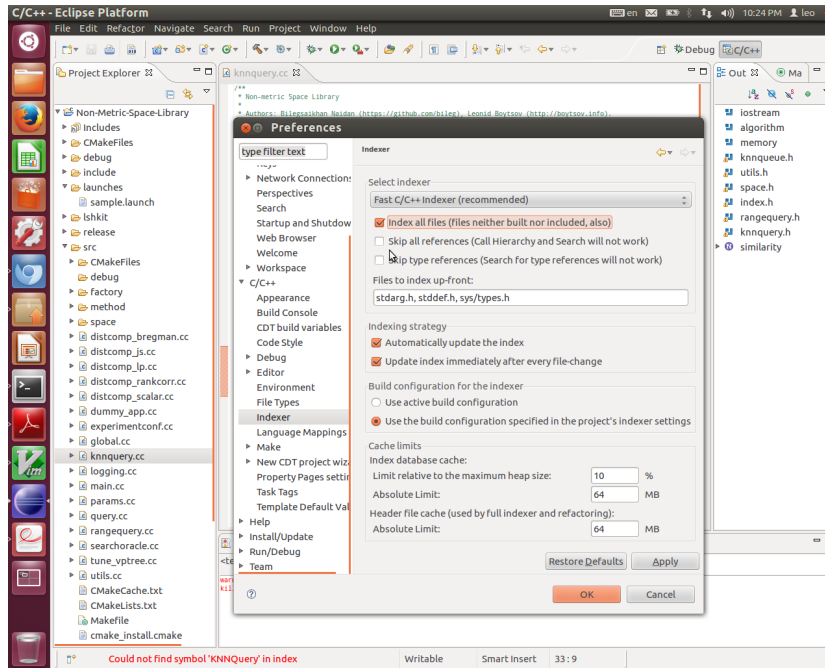 C/C++ - Eclipse Platform
en
10:24 PM
leo
File Edit Refactor Navigate Search Run Project Window Help
Debug
C/C++
Project Explorer
knnquery.cc
Out
Ma
Non-Metric-Space-Library
Includes
CMakeFiles
debug
include
launches
sample.launch
lshkit
release
src
CMakeFiles
debug
factory
method
space
distcomp_bregman.cc
distcomp_js.cc
distcomp_lp.cc
distcomp_rankcorr.cc
distcomp_scalar.cc
dummy_app.cc
experimentconf.cc
global.cc
knnquery.cc
logging.cc
main.cc
params.cc
query.cc
rangequery.cc
searchoracle.cc
tune_vptree.cc
utils.cc
CMakeCache.txt
CMakeLists.txt
Makefile
cmake_install.cmake
/**
* Non-metric Space Library
*
* Authors: Bilegsaikhan Naidan (https://github.com/bileg), Leonid Boytsov (http://boytsov.info).
Preferences
type filter text
Network Connections
Perspectives
Search
Startup and Shutdow
Web Browser
Welcome
Workspace
C/C++
Appearance
Build Console
CDT build variables
Code Style
Debug
Editor
Environment
File Types
Indexer
Language Mappings
Make
New CDT project wiza
Property Pages settin
Task Tags
Template Default Val
Help
Install/Update
Run/Debug
Team
Indexer
Select indexer
Fast C/C++ Indexer (recommended)
Index all files (files neither built nor included, also)
Skip all references (Call Hierarchy and Search will not work)
Skip type references (Search for type references will not work)
Files to index up-front:
stdarg.h, stddef.h, sys/types.h
Indexing strategy
Automatically update the index
Update index immediately after every file-change
Build configuration for the indexer
Use active build configuration
Use the build configuration specified in the project's indexer settings
Cache limits
Index database cache:
Limit relative to the maximum heap size: 10 %
Absolute Limit: 64 MB
Header file cache (used by full indexer and refactoring):
Absolute Limit: 64 MB
Restore Defaults
Apply
OK
Cancel
iostream
algorithm
memory
knnqueue.h
utils.h
space.h
index.h
rangequery.h
knnquery.h
similarity
Could not find symbol 'KNNQuery' in index
Writable
Smart Insert
33 : 9